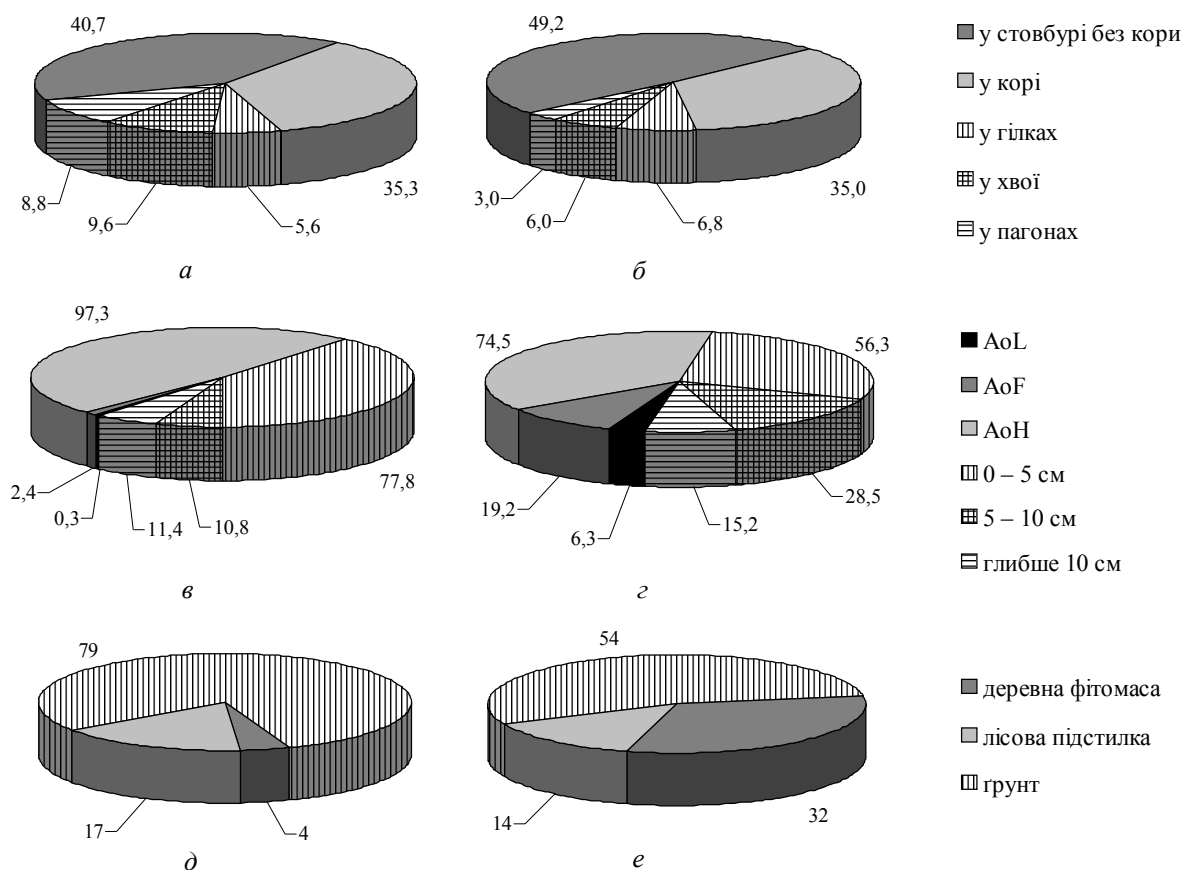 40,7
49,2
у стовбурі без кори
у корі
у гілках
у хвої
у пагонах
8,8
9,6
5,6
35,3
3,0
6,0
6,8
35,0
а
б
97,3
74,5
56,3
AoL
AoF
AoH
0 – 5 см
5 – 10 см
глибше 10 см
2,4
0,3
11,4
10,8
77,8
19,2
6,3
15,2
28,5
в
г
79
54
деревна фітомаса
лісова підстилка
ґрунт
17
4
14
32
д
е